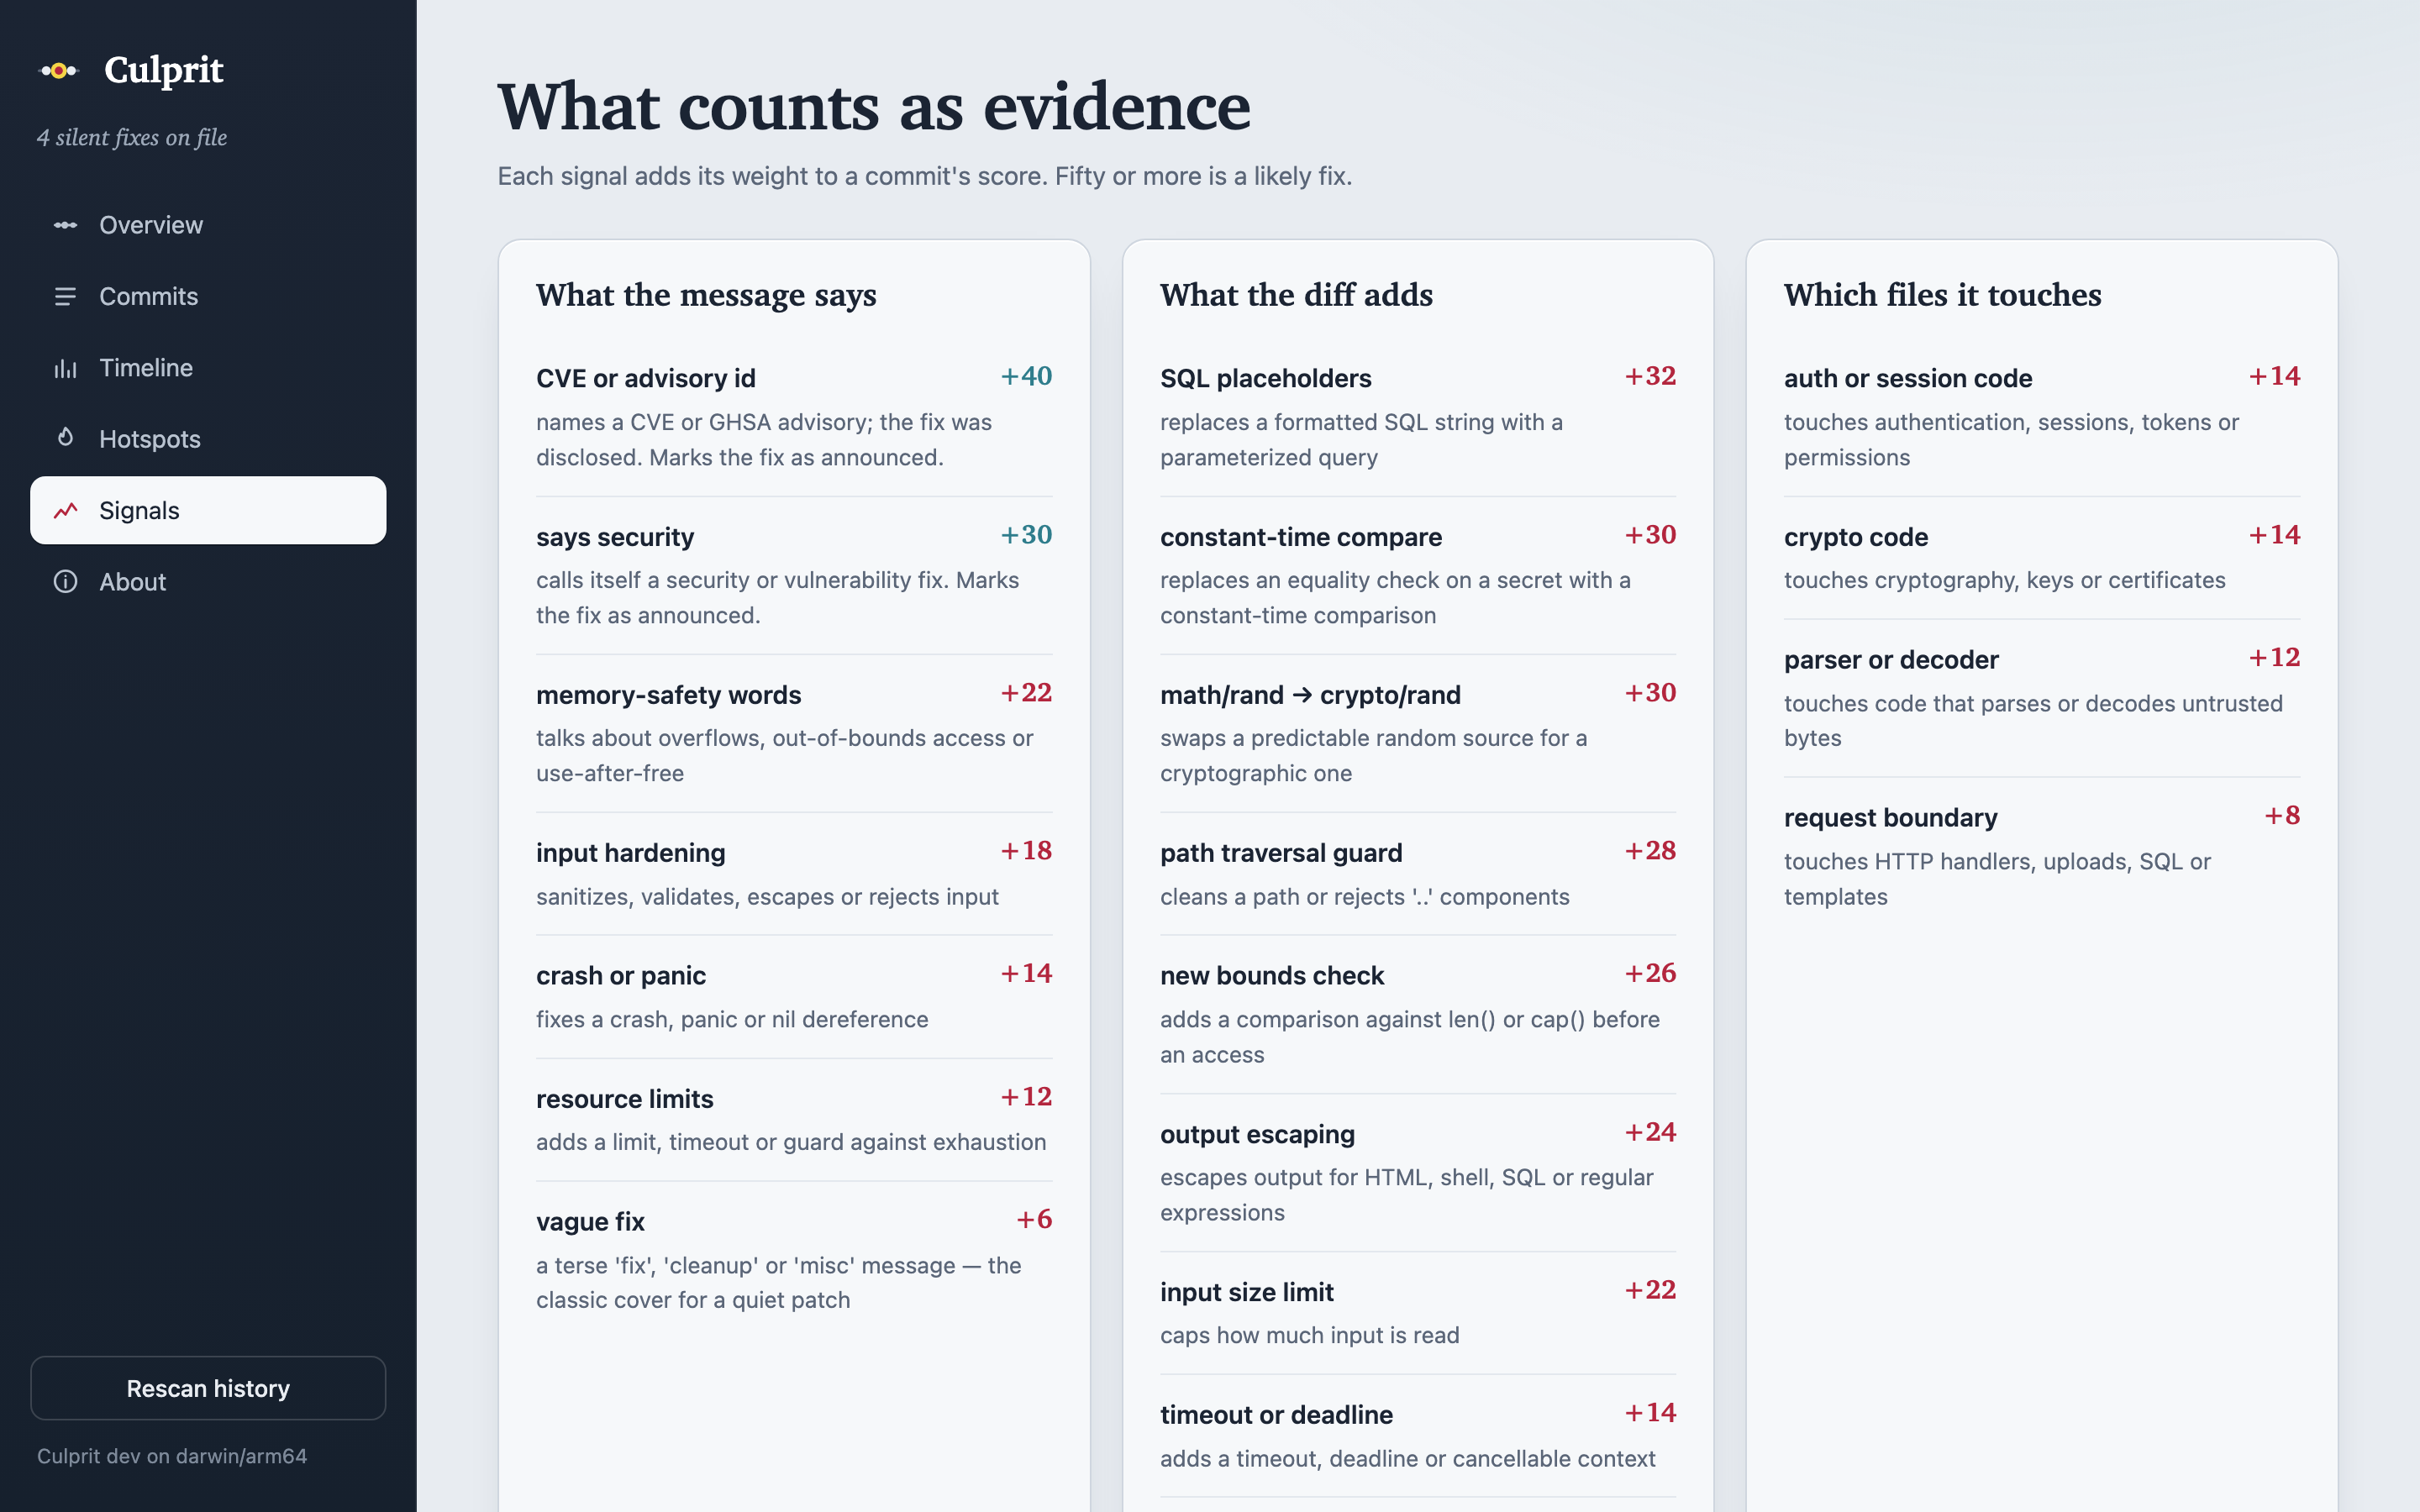 Culprit
4 silent fixes on file
Overview
Commits
Timeline
Hotspots
Signals
About
Rescan history
Culprit dev on darwin/arm64
What counts as evidence
Each signal adds its weight to a commit's score. Fifty or more is a likely fix.
What the message says
CVE or advisory id +40
names a CVE or GHSA advisory; the fix was
disclosed. Marks the fix as announced.
says security +30
calls itself a security or vulnerability fix. Marks
the fix as announced.
memory-safety words +22
talks about overflows, out-of-bounds access or
use-after-free
input hardening +18
sanitizes, validates, escapes or rejects input
crash or panic +14
fixes a crash, panic or nil dereference
resource limits +12
adds a limit, timeout or guard against exhaustion
vague fix +6
a terse 'fix', 'cleanup' or 'misc' message — the
classic cover for a quiet patch
What the diff adds
SQL placeholders +32
replaces a formatted SQL string with a
parameterized query
constant-time compare +30
replaces an equality check on a secret with a
constant-time comparison
math/rand → crypto/rand +30
swaps a predictable random source for a
cryptographic one
path traversal guard +28
cleans a path or rejects '..' components
new bounds check +26
adds a comparison against len() or cap() before
an access
output escaping +24
escapes output for HTML, shell, SQL or regular
expressions
input size limit +22
caps how much input is read
timeout or deadline +14
adds a timeout, deadline or cancellable context
Which files it touches
auth or session code +14
touches authentication, sessions, tokens or
permissions
crypto code +14
touches cryptography, keys or certificates
parser or decoder +12
touches code that parses or decodes untrusted
bytes
request boundary +8
touches HTTP handlers, uploads, SQL or
templates